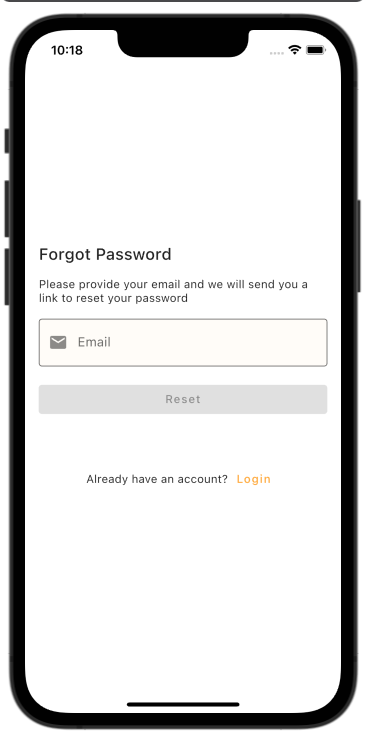 10:18
Forgot Password
Please provide your email and we will send you a
link to reset your password
Email
Reset
Already have an account? Login